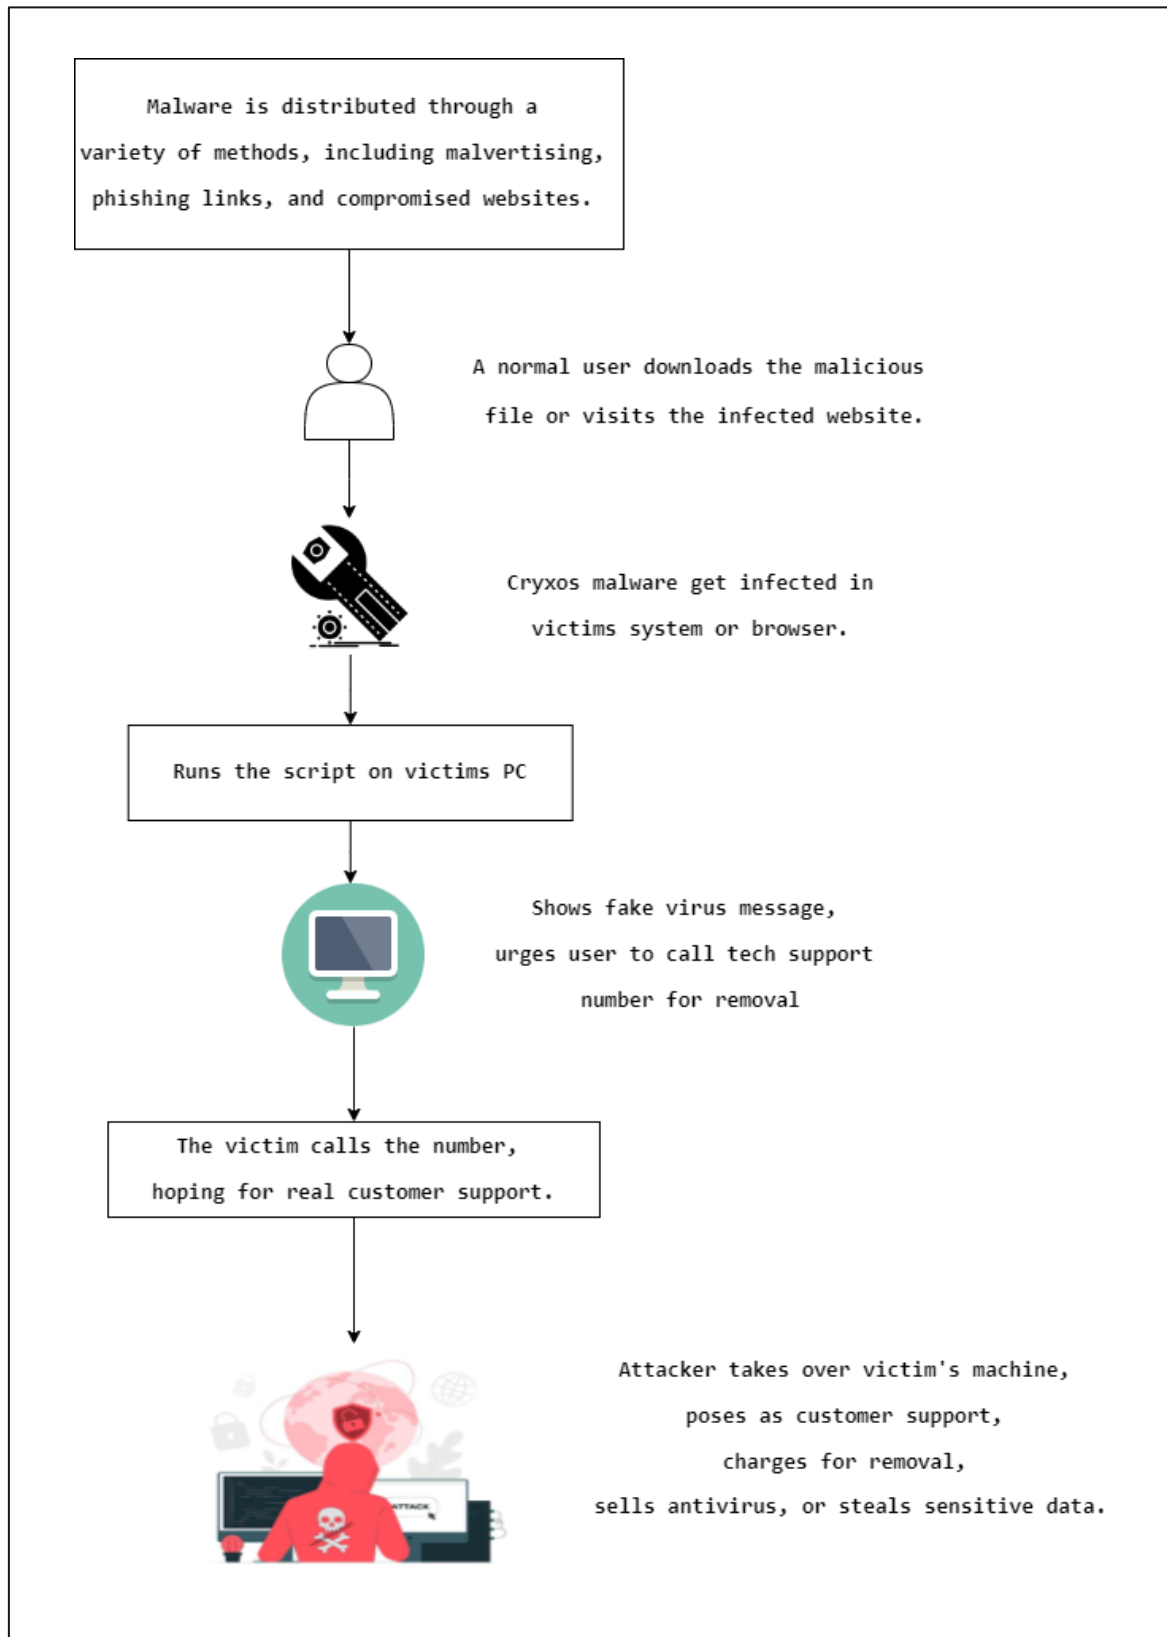 Malware is distributed through a
variety of methods, including malvertising,
phishing links, and compromised websites.
A normal user downloads the malicious
file or visits the infected website.
Cryxos malware get infected in
victims system or browser.
Runs the script on victims PC
Shows fake virus message,
urges user to call tech support
number for removal
The victim calls the number,
hoping for real customer support.
Attacker takes over victim's machine,
poses as customer support,
charges for removal,
sells antivirus, or steals sensitive data.
ATTACK